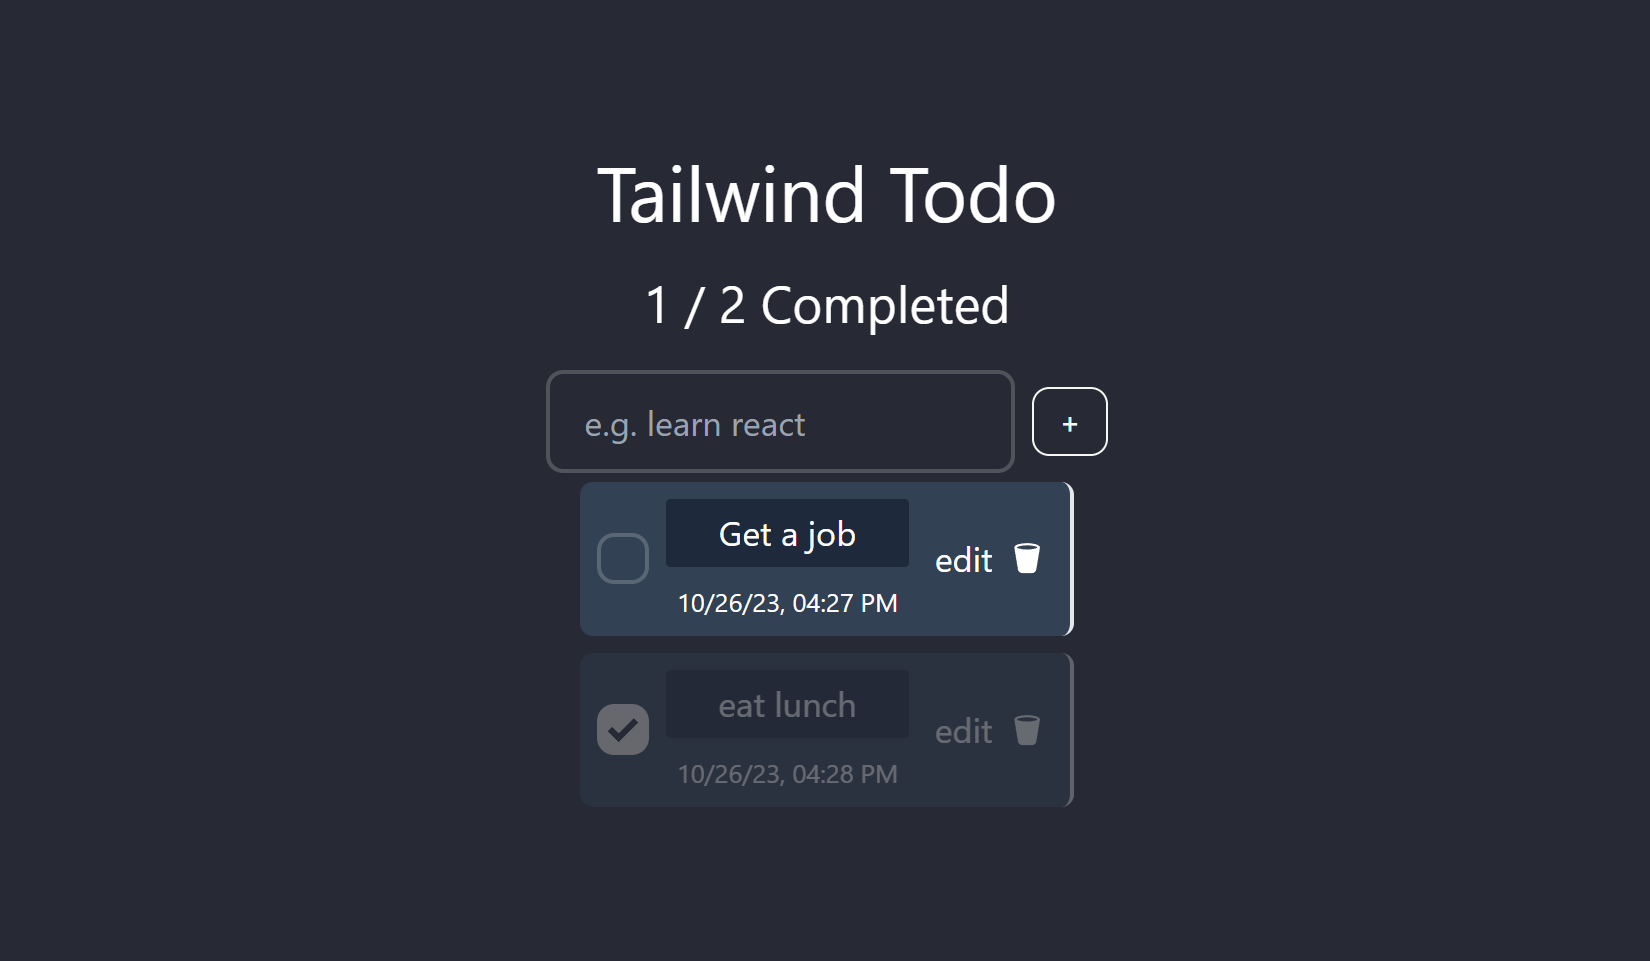 Tailwind Todo
1 / 2 Completed
e.g. learn react
+
Get a job
edit
10/26/23, 04:27 PM
eat lunch
edit
10/26/23, 04:28 PM